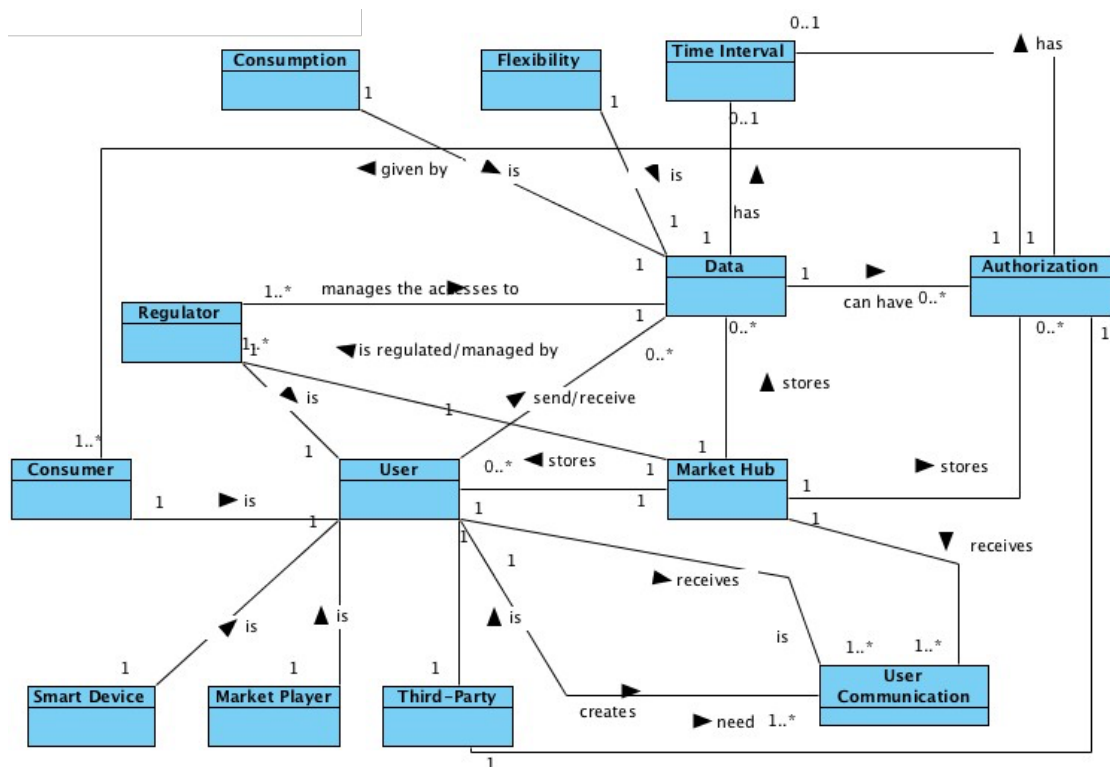 0..1
Consumption
Flexibility
Time Interval
has
1
1
0..1
given by
is
is
has
1
1
1
1
1
Data
Authorization
1
can have
0..*
1..*
manages the accesses to
Regulator
1
0..*
0..*
1
1..*
1
is regulated/managed by
0..*
stores
is
send/receive
1
1..*
1
1
0..*
stores
1
stores
Consumer
User
Market Hub
1
is
1
1
1
1
1
1
1
receives
receives
is
is
is
is
1
1
1
1..*
1..*
Smart Device
Market Player
Third-Party
User
Communication
creates
need
1..*
1